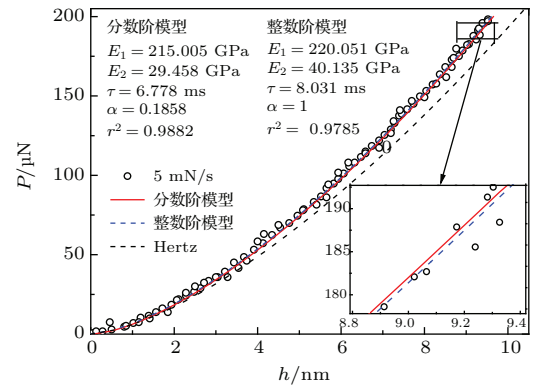 200
150
100
50
0
P/µN
分数阶模型
E₁ = 215.005 GPa
E₂ = 29.458 GPa
τ = 6.778 ms
α = 0.1858
r² = 0.9882
整数阶模型
E₁ = 220.051 GPa
E₂ = 40.135 GPa
τ = 8.031 ms
α = 1
r² = 0.9785
0
5 mN/s
分数阶模型
整数阶模型
Hertz
190
185
180
8.8 9.0 9.2 9.4
0 2 4 6 8 10
h/nm